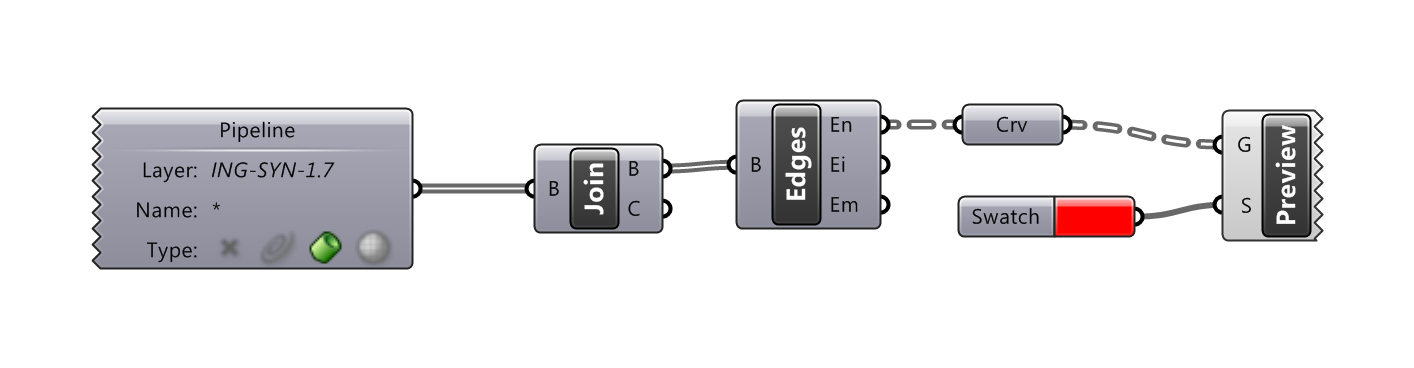 Pipeline
Layer: ING-SYN-1.7
Name: *
Type:
B
Join
B
C
B
Edges
En
Ei
Em
Crv
Swatch
G
S
Preview